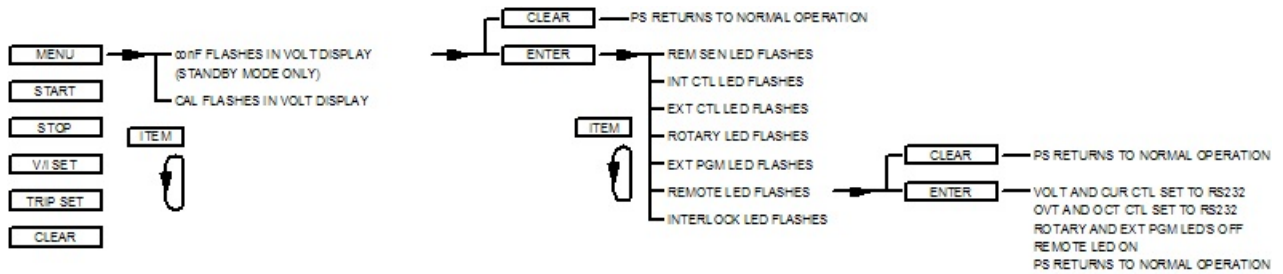 MENU
START
STOP
V/I SET
TRIP SET
CLEAR
conF FLASHES IN VOLT DISPLAY
(STANDBY MODE ONLY)
CAL FLASHES IN VOLT DISPLAY
ITEM
CLEAR
PS RETURNS TO NORMAL OPERATION
ENTER
REM SEN LED FLASHES
INT CTL LED FLASHES
EXT CTL LED FLASHES
ROTARY LED FLASHES
EXT PGM LED FLASHES
REMOTE LED FLASHES
INTERLOCK LED FLASHES
ITEM
CLEAR
PS RETURNS TO NORMAL OPERATION
ENTER
VOLT AND CUR CTL SET TO RS232
OVT AND OCT CTL SET TO RS232
ROTARY AND EXT PGM LED'S OFF
REMOTE LED ON
PS RETURNS TO NORMAL OPERATION